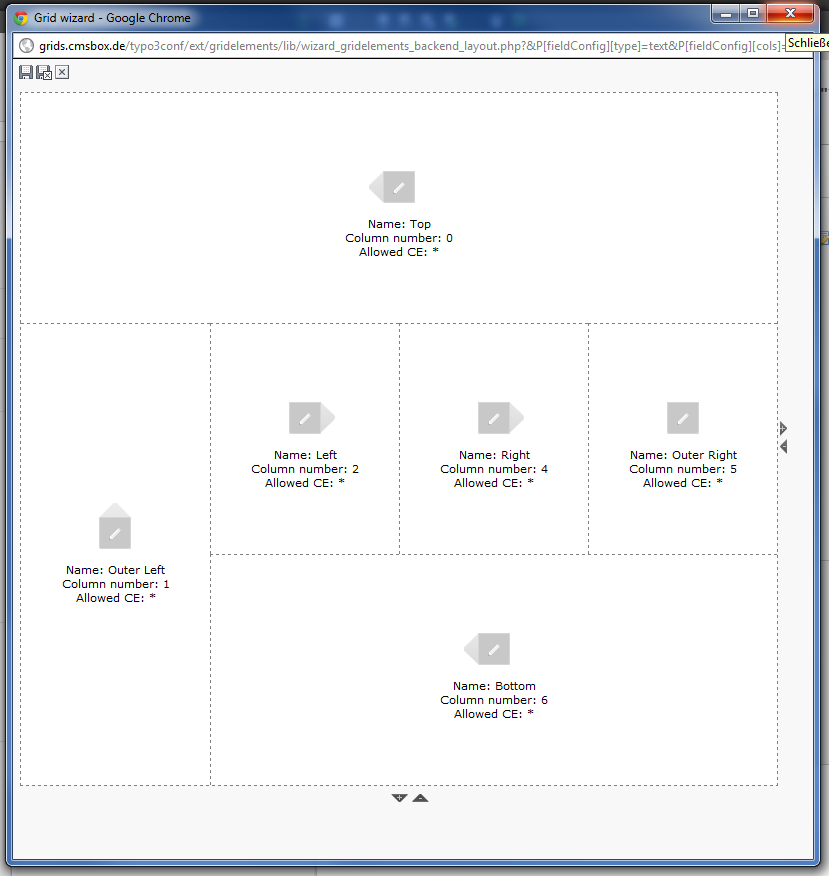 Grid wizard - Google Chrome
grids.cmsbox.de/typo3conf/ext/gridelements/lib/wizard_gridelements_backend_layout.php?&P[fieldConfig][type]=text&P[fieldConfig][cols]=
Schließe
Name: Top
Column number: 0
Allowed CE: *
Name: Left
Column number: 2
Allowed CE: *
Name: Right
Column number: 4
Allowed CE: *
Name: Outer Right
Column number: 5
Allowed CE: *
Name: Outer Left
Column number: 1
Allowed CE: *
Name: Bottom
Column number: 6
Allowed CE: *